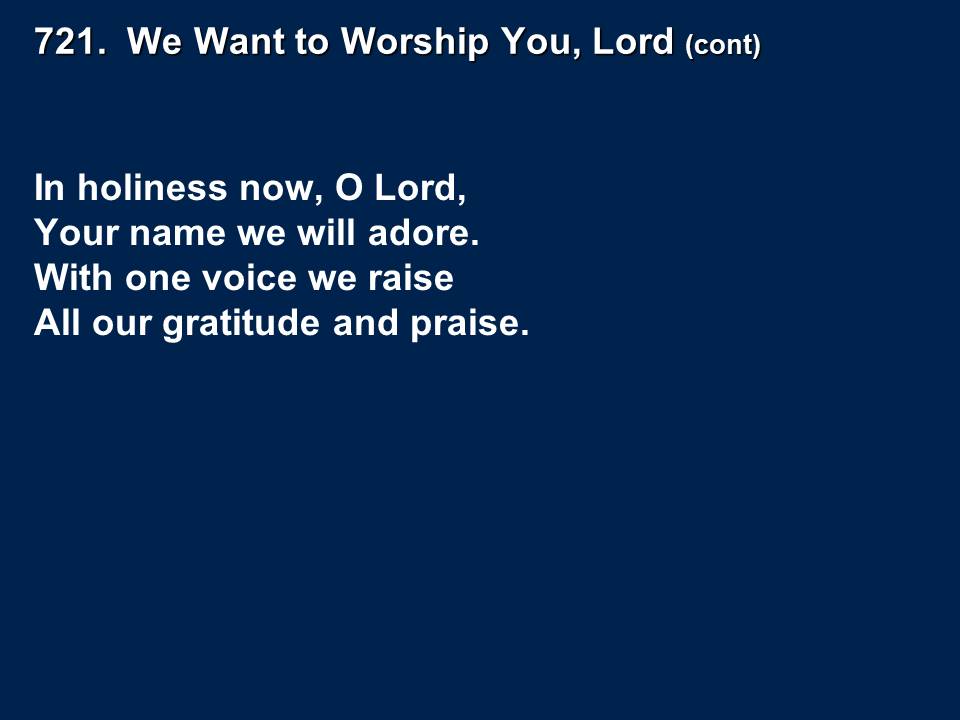 721.  We Want to Worship You, Lord (cont)
In holiness now, O Lord,
Your name we will adore.
With one voice we raise
All our gratitude and praise.